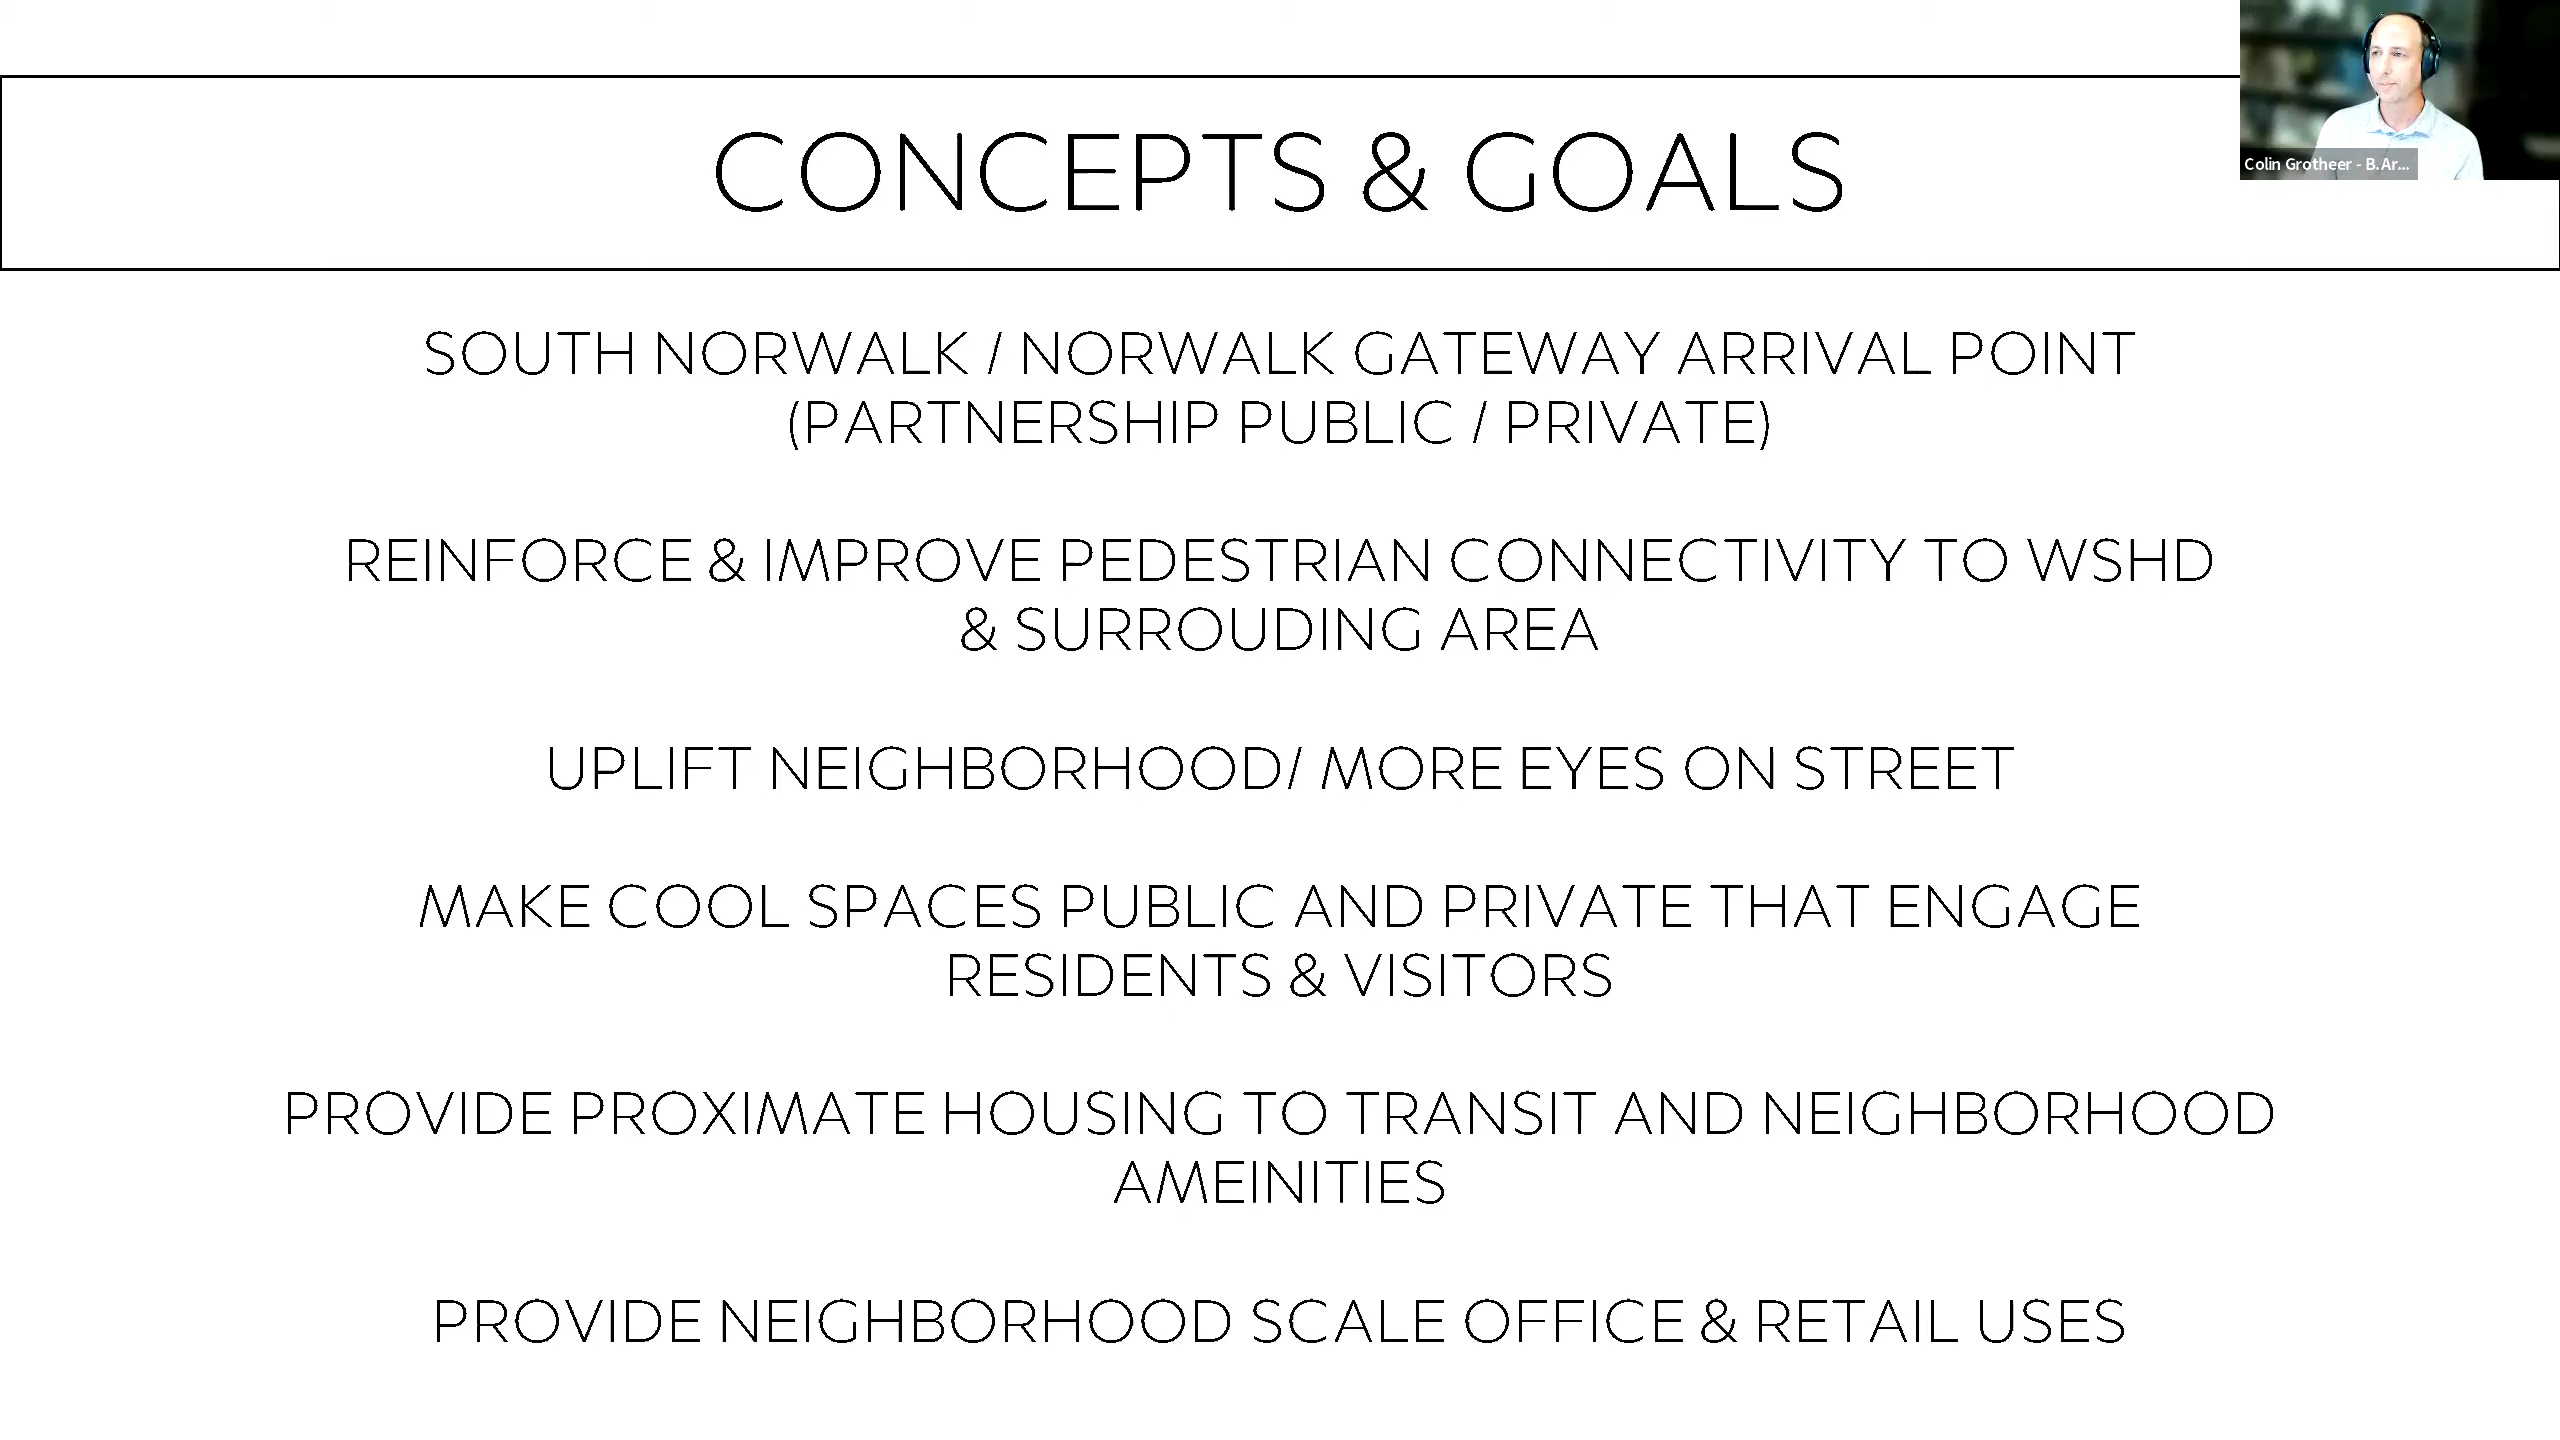 CONCEPTS & GOALS
Colin Grotheer - B.Ar...
SOUTH NORWALK / NORWALK GATEWAY ARRIVAL POINT
(PARTNERSHIP PUBLIC / PRIVATE)
REINFORCE & IMPROVE PEDESTRIAN CONNECTIVITY TO WSHD
& SURROUDING AREA
UPLIFT NEIGHBORHOOD/ MORE EYES ON STREET
MAKE COOL SPACES PUBLIC AND PRIVATE THAT ENGAGE
RESIDENTS & VISITORS
PROVIDE PROXIMATE HOUSING TO TRANSIT AND NEIGHBORHOOD
AMEINITIES
PROVIDE NEIGHBORHOOD SCALE OFFICE & RETAIL USES